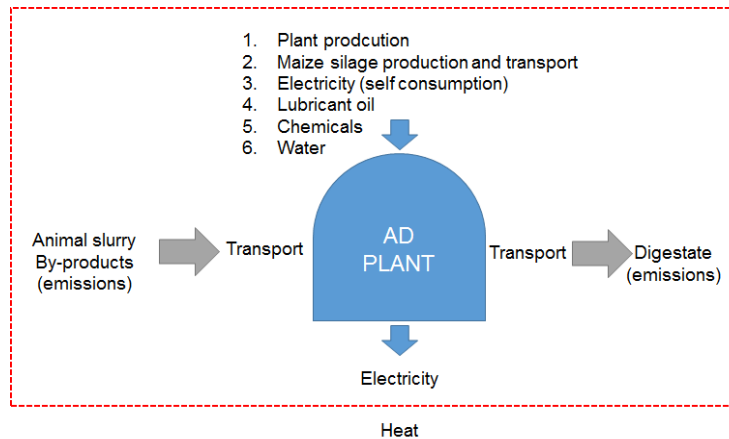 1. Plant prodcution
2. Maize silage production and transport
3. Electricity (self consumption)
4. Lubricant oil
5. Chemicals
6. Water
Animal slurry
By-products
(emissions)
Transport
AD
PLANT
Transport
Digestate
(emissions)
Electricity
Heat